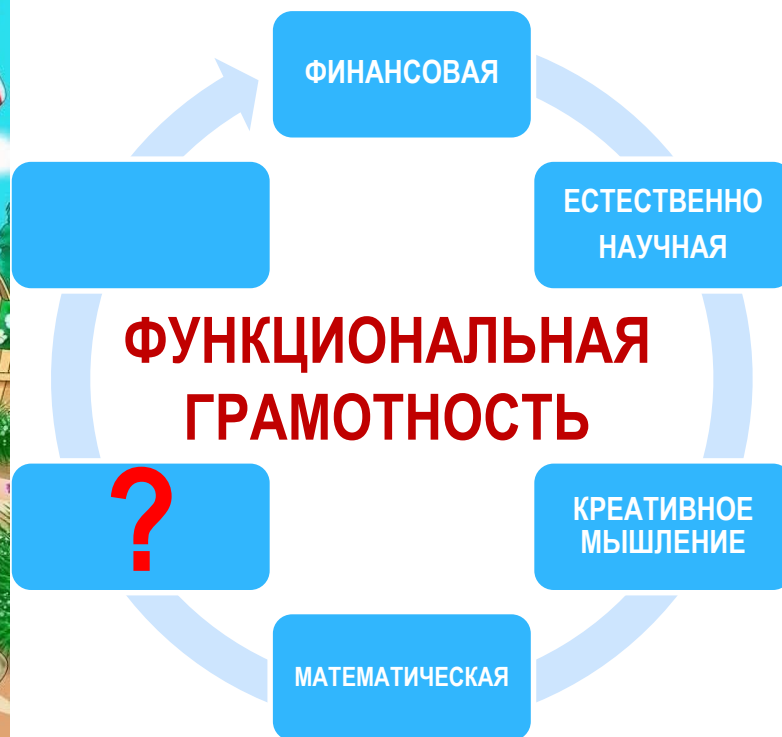 ФИНАНСОВАЯ
ЕСТЕСТВЕННО
НАУЧНАЯ
ФУНКЦИОНАЛЬНАЯ
ГРАМОТНОСТЬ
?
КРЕАТИВНОЕ
МЫШЛЕНИЕ
МАТЕМАТИЧЕСКАЯ